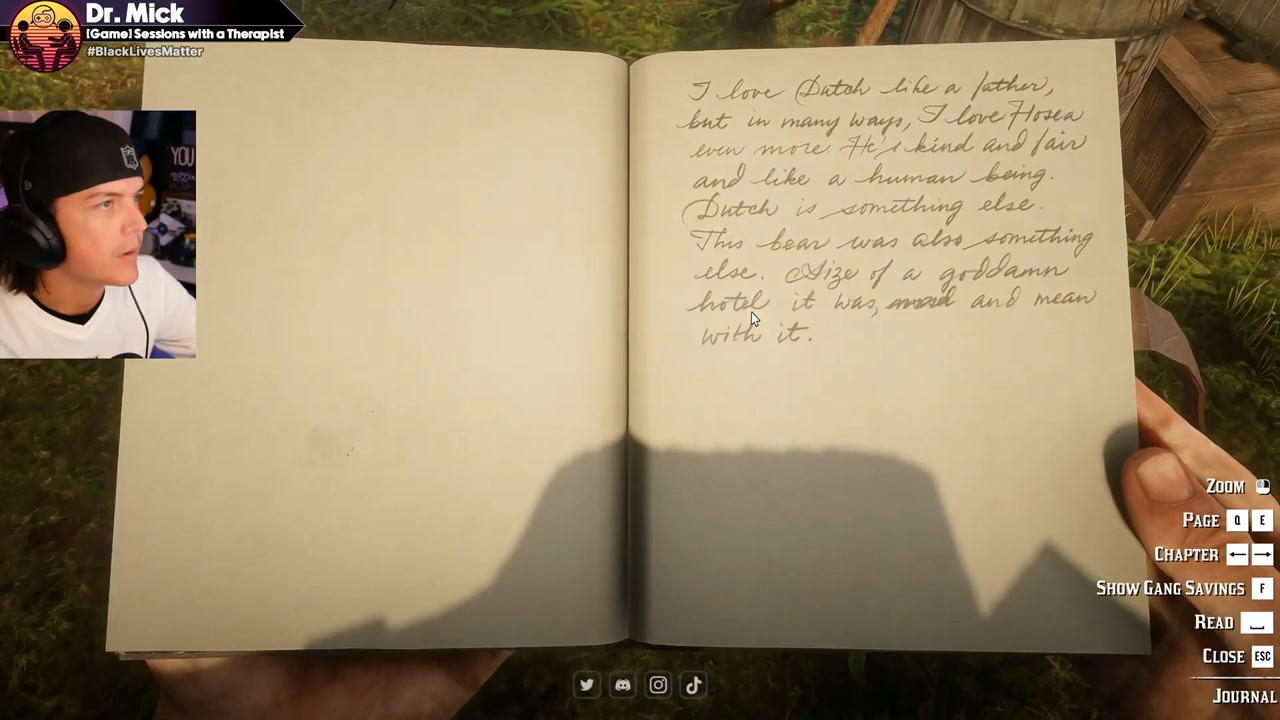 Dr. Mick
[Game] Sessions with a Therapist
#BlackLivesMatter
YOU
I love Dutch like a father,
but in many ways, I love Hosea
even more. He's kind and fair
and like a human being.
Dutch is something else.
This bear was also something
else. Size of a goddamn
hotel it was, and mean
with it.
ZOOM
PAGE Q E
CHAPTER ← →
SHOW GANG SAVINGS F
READ
CLOSE ESC
JOURNAL